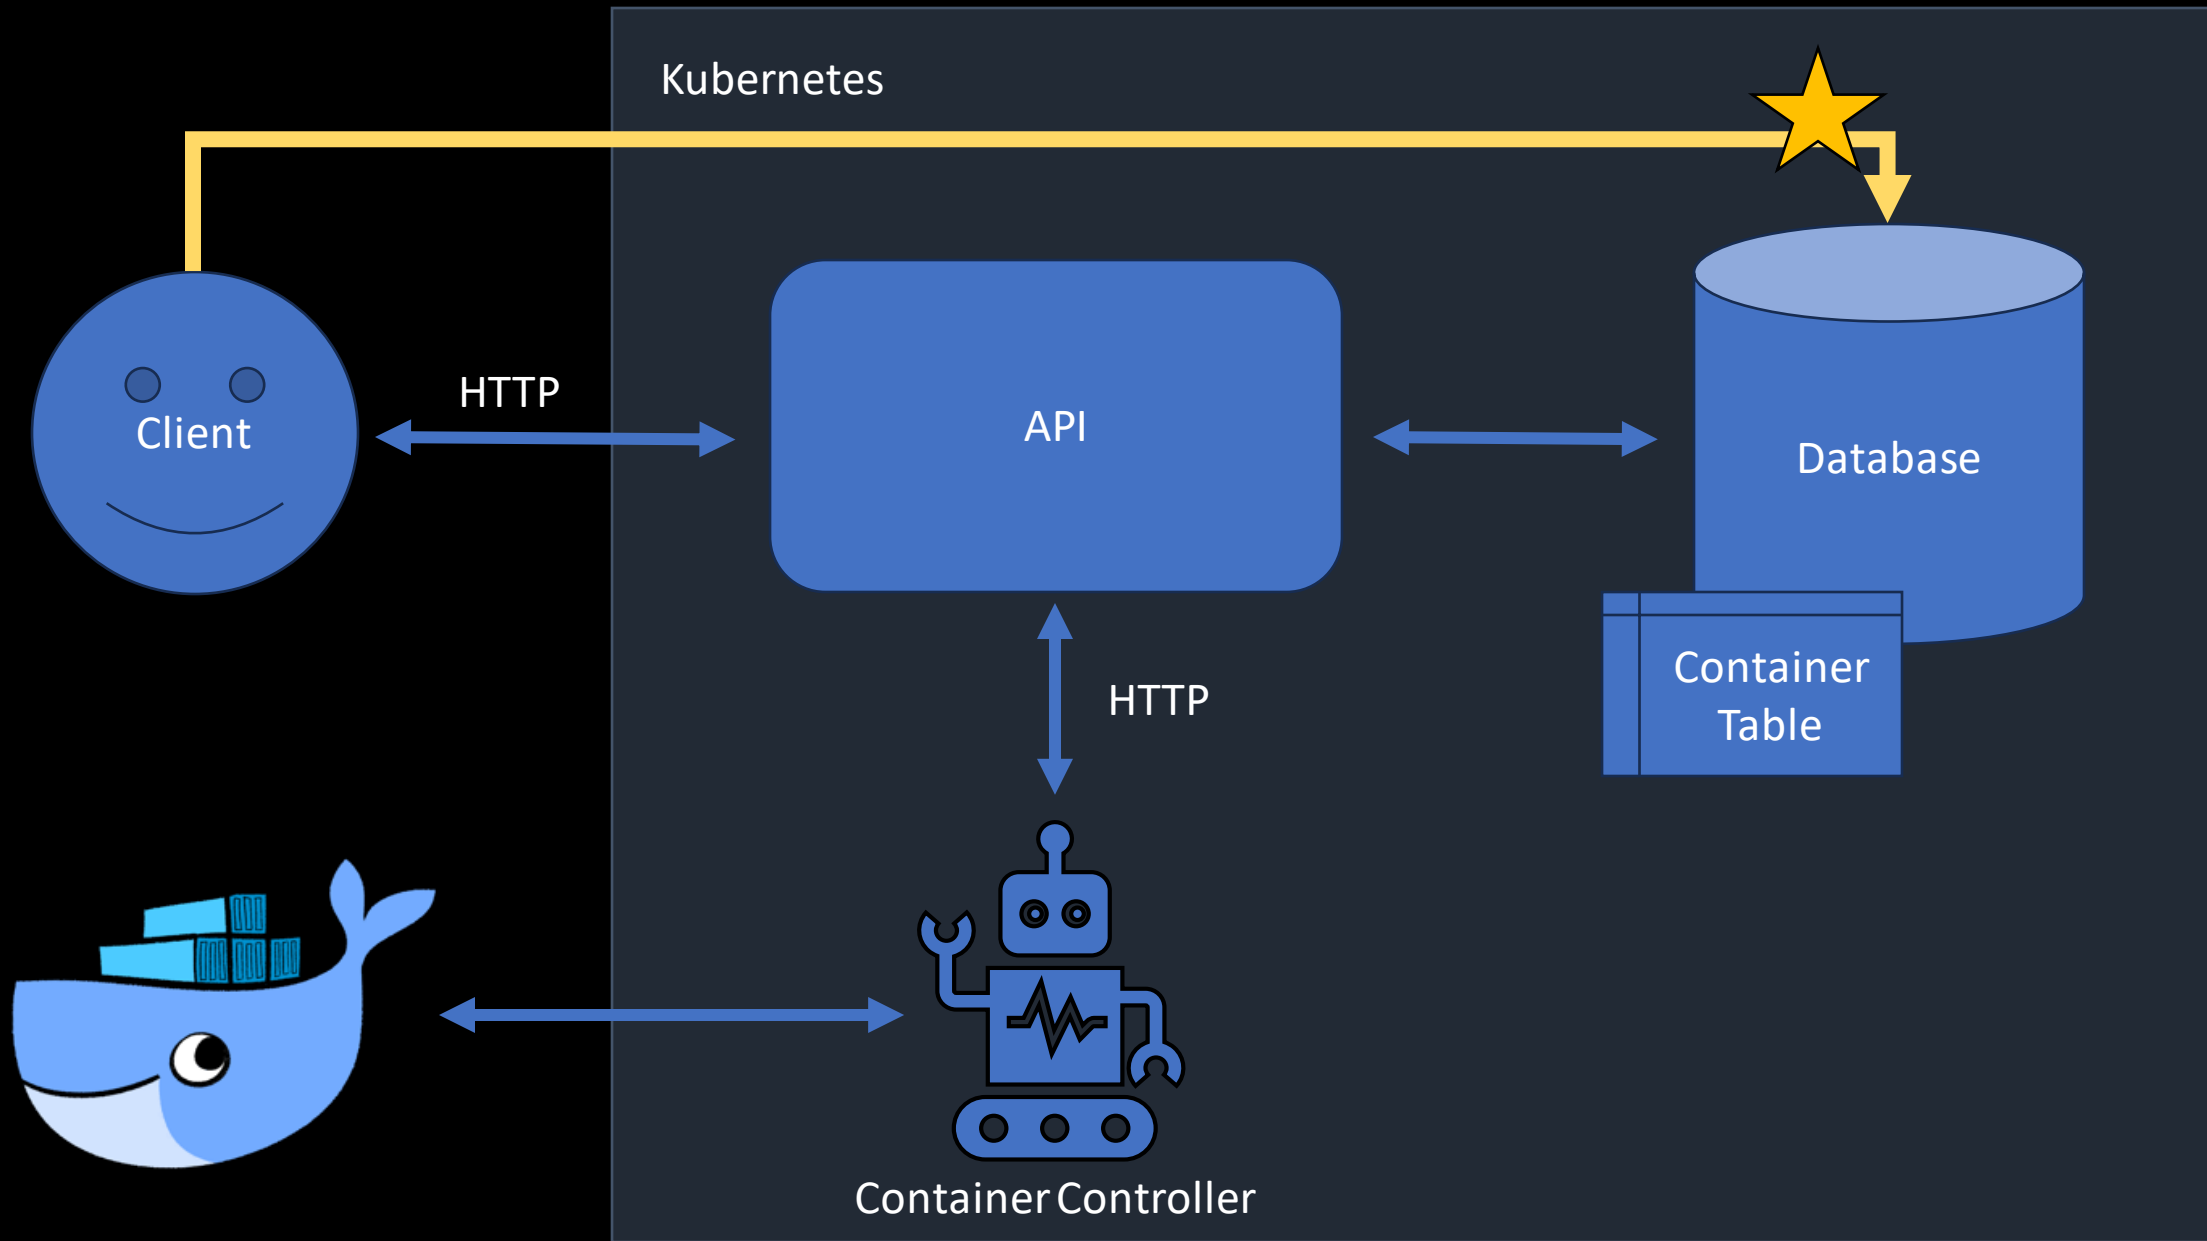 Kubernetes
Client
HTTP
API
Database
Container
Table
HTTP
Container Controller